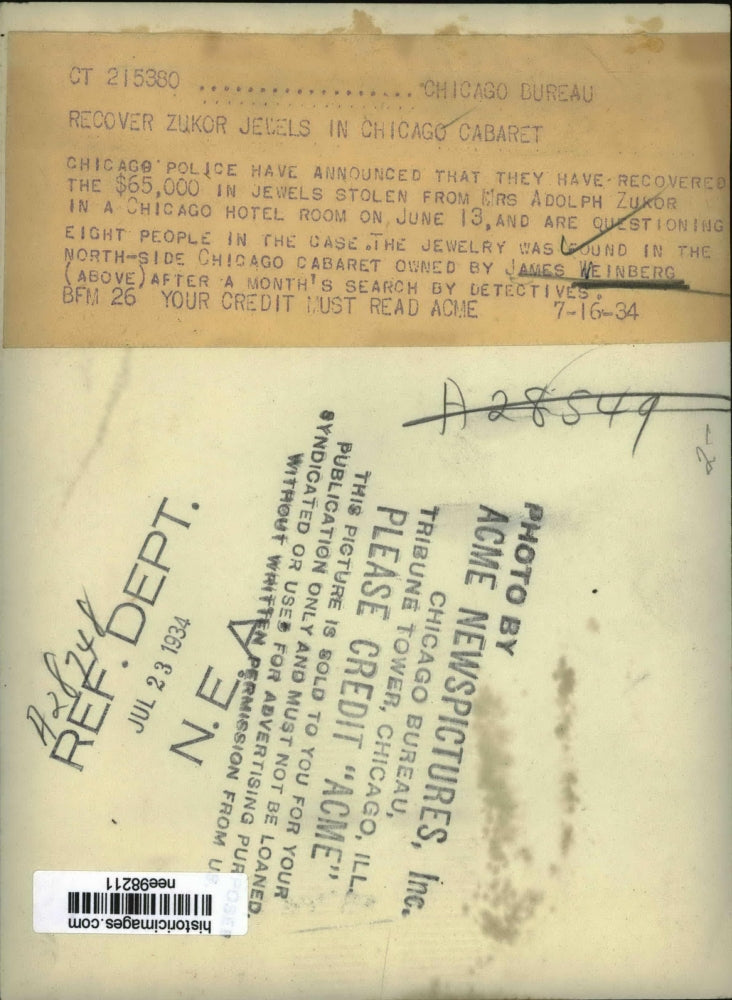 CT 215380 .................. CHICAGO BUREAU
RECOVER ZUKOR JEWELS IN CHICAGO CABARET
CHICAGO POLICE HAVE ANNOUNCED THAT THEY HAVE RECOVERED
THE $65,000 IN JEWELS STOLEN FROM MRS ADOLPH ZUKOR
IN A CHICAGO HOTEL ROOM ON JUNE 13, AND ARE QUESTIONING
EIGHT PEOPLE IN THE CASE .THE JEWELRY WAS FOUND IN THE
NORTH-SIDE CHICAGO CABARET OWNED BY JAMES WEINBERG
(ABOVE) AFTER A MONTH'S SEARCH BY DETECTIVES.
BFM 26 YOUR CREDIT MUST READ ACME 7-16-34
A28549
2-
PHOTO BY
ACME NEWSPICTURES, Inc.
CHICAGO BUREAU,
TRIBUNE TOWER, CHICAGO, ILL.
PLEASE CREDIT "ACME"
THIS PICTURE IS SOLD TO YOU FOR YOUR
PUBLICATION ONLY AND MUST NOT BE LOANED,
SYNDICATED OR USED FOR ADVERTISING PURPOSES
WITHOUT WRITTEN PERMISSION FROM US
REF. DEPT.
JUL 23 1934
N.E.A.
historicimages.com
nee98211